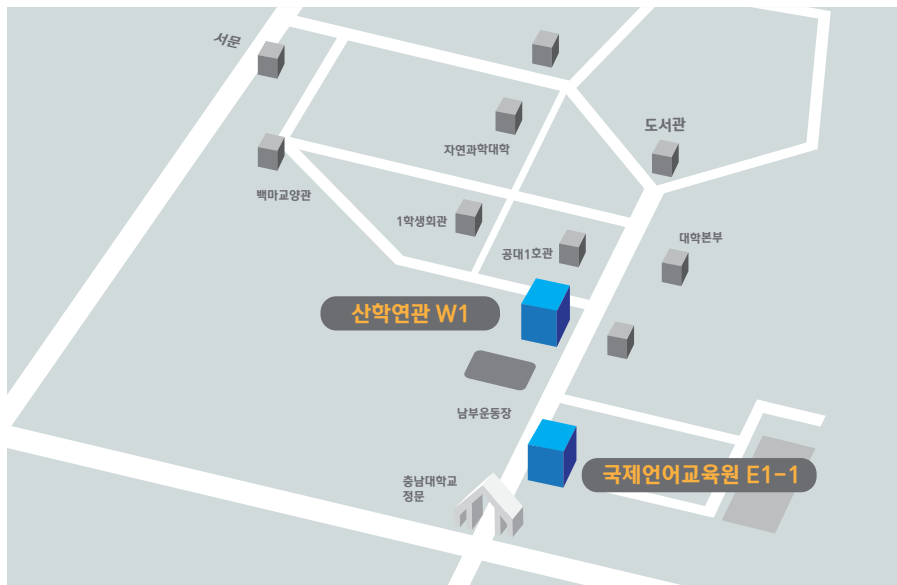 서문
도서관
자연과학대학
백마교양관
1학생회관
대학본부
공대1호관
산학연관 W1
남부운동장
국제언어교육원 E1-1
충남대학교
정문